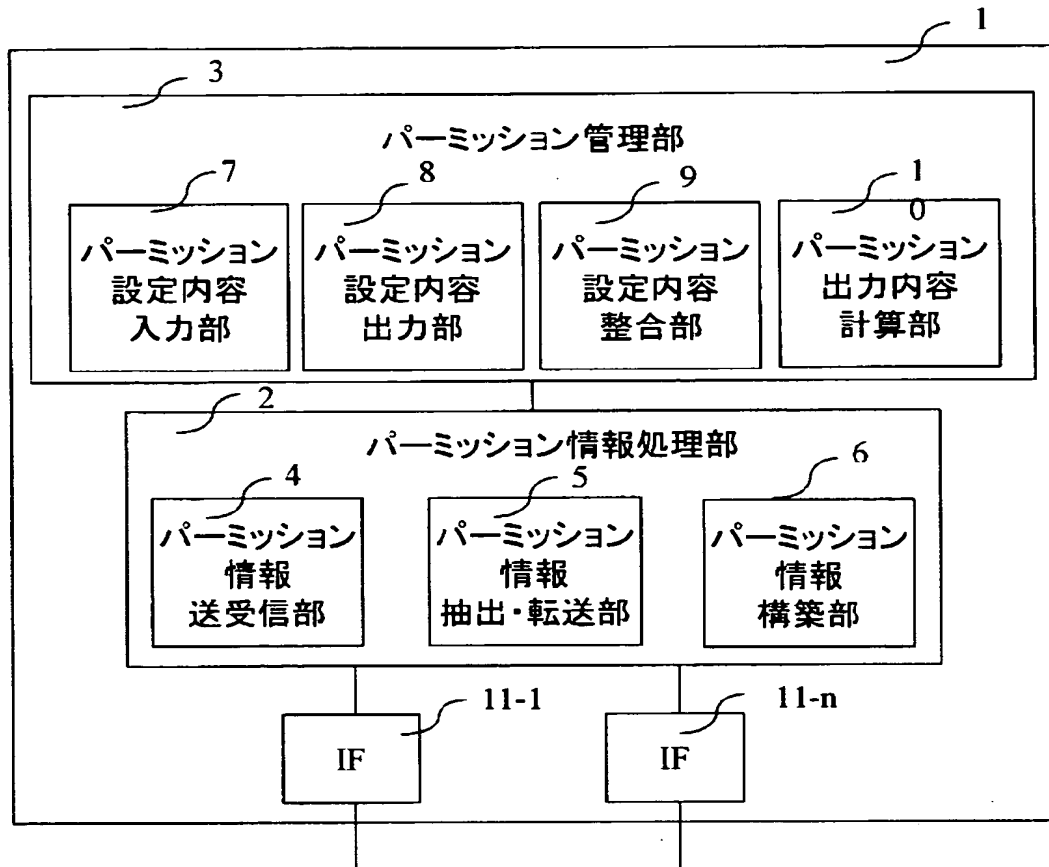 1
3
パーミッション管理部
7
8
9
1
0
パーミッション
設定内容
入力部
パーミッション
設定内容
出力部
パーミッション
設定内容
整合部
パーミッション
出力内容
計算部
2
パーミッション情報処理部
4
5
6
パーミッション
情報
送受信部
パーミッション
情報
抽出・転送部
パーミッション
情報
構築部
11-1
11-n
IF
IF